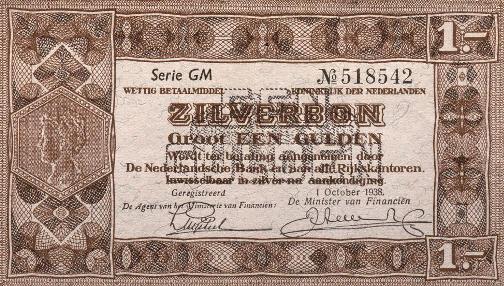 1.-
Serie GM № 518542
WETTIG BETAALMIDDEL KONINKRIJK DER NEDERLANDEN
ZILVERBON
Groot EEN GULDEN
Wordt ter betaling aangenomen door
De Nederlandsche Bank en aan alle Rijkskantoren.
Inwisselbaar in zilver na aankondiging.
Geregistreerd 1 October 1938.
De Agent van het Ministerie van Financiën: De Minister van Financiën
1.-